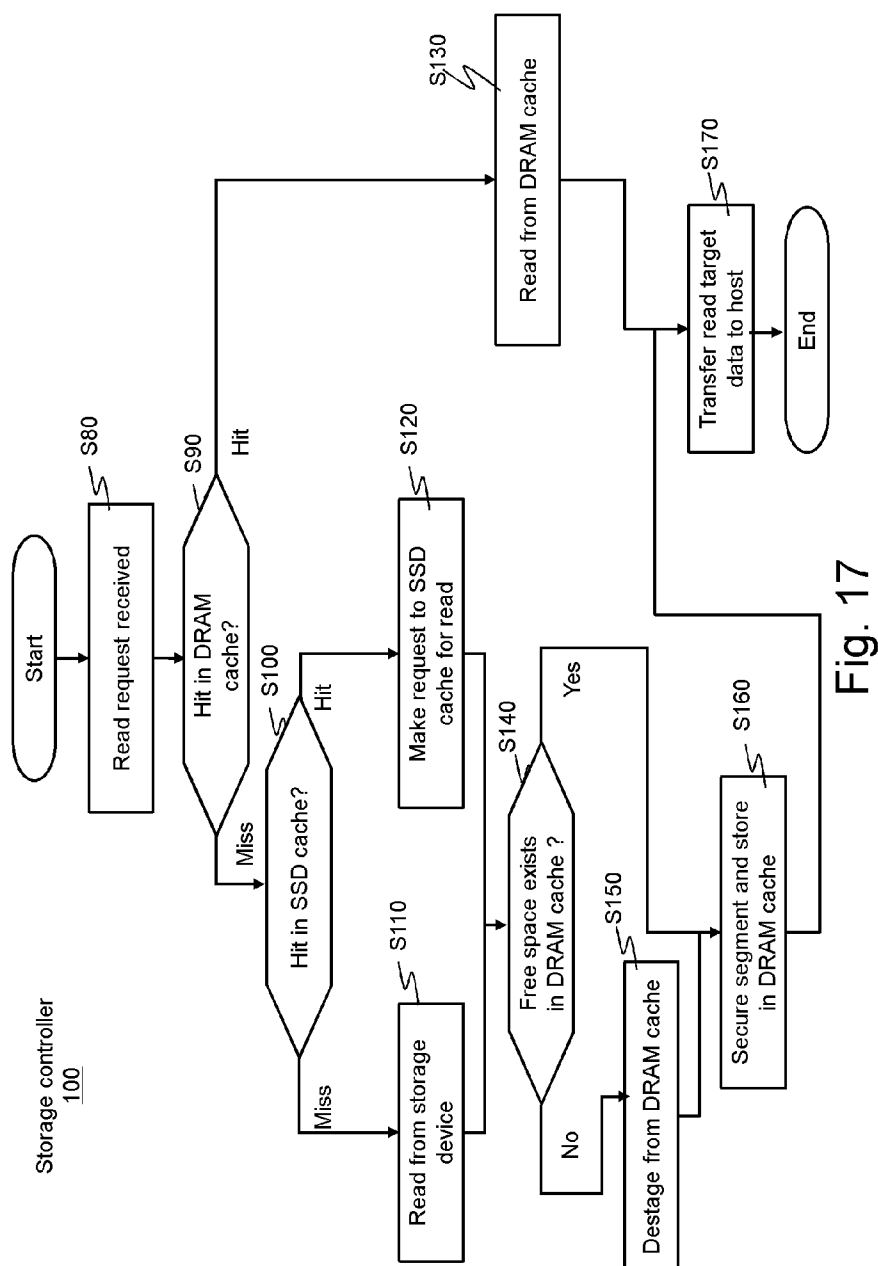 Storage controller
100
Start
S80
Read request received
S90
Hit in DRAM
cache?
Hit
Miss
S100
Hit in SSD cache?
Hit
Miss
S110
Read from storage
device
S120
Make request to SSD
cache for read
S130
Read from DRAM cache
S140
Free space exists
in DRAM cache ?
Yes
No
S150
Destage from DRAM cache
S160
Secure segment and store
in DRAM cache
S170
Transfer read target
data to host
End
Fig. 17